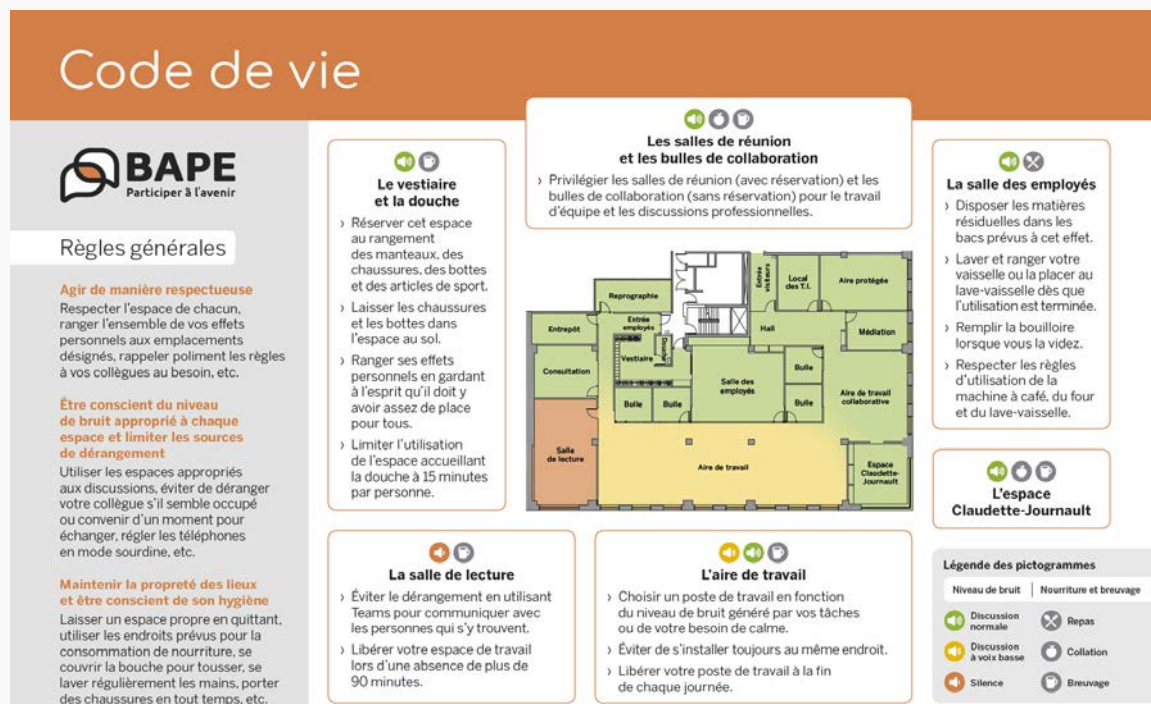 Code de vie
BAPE
Participer à l'avenir
Règles générales
Agir de manière respectueuse
Respecter l'espace de chacun,
ranger l'ensemble de vos effets
personnels aux emplacements
désignés, rappeler poliment les règles
à vos collègues au besoin, etc.
Être conscient du niveau
de bruit approprié à chaque
espace et limiter les sources
de dérangement
Utiliser les espaces appropriés
aux discussions, éviter de déranger
votre collègue s'il semble occupé
ou convenir d'un moment pour
échanger, régler les téléphones
en mode sourdine, etc.
Maintenir la propreté des lieux
et être conscient de son hygiène
Laisser un espace propre en quittant,
utiliser les endroits prévus pour la
consommation de nourriture, se
couvrir la bouche pour tousser, se
laver régulièrement les mains, porter
des chaussures en tout temps, etc.
Le vestiaire
et la douche
› Réserver cet espace
au rangement
des manteaux, des
chaussures, des bottes
et des articles de sport.
› Laisser les chaussures
et les bottes dans
l'espace au sol.
› Ranger ses effets
personnels en gardant
à l'esprit qu'il doit y
avoir assez de place
pour tous.
› Limiter l'utilisation
de l'espace accueillant
la douche à 15 minutes
par personne.
Les salles de réunion
et les bulles de collaboration
› Privilégier les salles de réunion (avec réservation) et les
bulles de collaboration (sans réservation) pour le travail
d'équipe et les discussions professionnelles.
Reprographie
Entrée
visiteurs
Local
des T.I.
Aire protégée
Entrepôt
Entrée
employés
Hall
Médiation
Vestiaire
Douche
Consultation
Salle des
employés
Bulle
Bulle
Bulle
Bulle
Aire de travail
collaborative
Salle
de lecture
Aire de travail
Espace
Claudette-
Journault
La salle des employés
› Disposer les matières
résiduelles dans les
bacs prévus à cet effet.
› Laver et ranger votre
vaisselle ou la placer au
lave-vaisselle dès que
l'utilisation est terminée.
› Remplir la bouilloire
lorsque vous la videz.
› Respecter les règles
d'utilisation de la
machine à café, du four
et du lave-vaisselle.
L'espace
Claudette-Journault
La salle de lecture
› Éviter le dérangement en utilisant
Teams pour communiquer avec
les personnes qui s'y trouvent.
› Libérer votre espace de travail
lors d'une absence de plus de
90 minutes.
L'aire de travail
› Choisir un poste de travail en fonction
du niveau de bruit généré par vos tâches
ou de votre besoin de calme.
› Éviter de s'installer toujours au même endroit.
› Libérer votre poste de travail à la fin
de chaque journée.
Légende des pictogrammes
Niveau de bruit
Nourriture et breuvage
Discussion
normale
Repas
Discussion
à voix basse
Collation
Silence
Breuvage